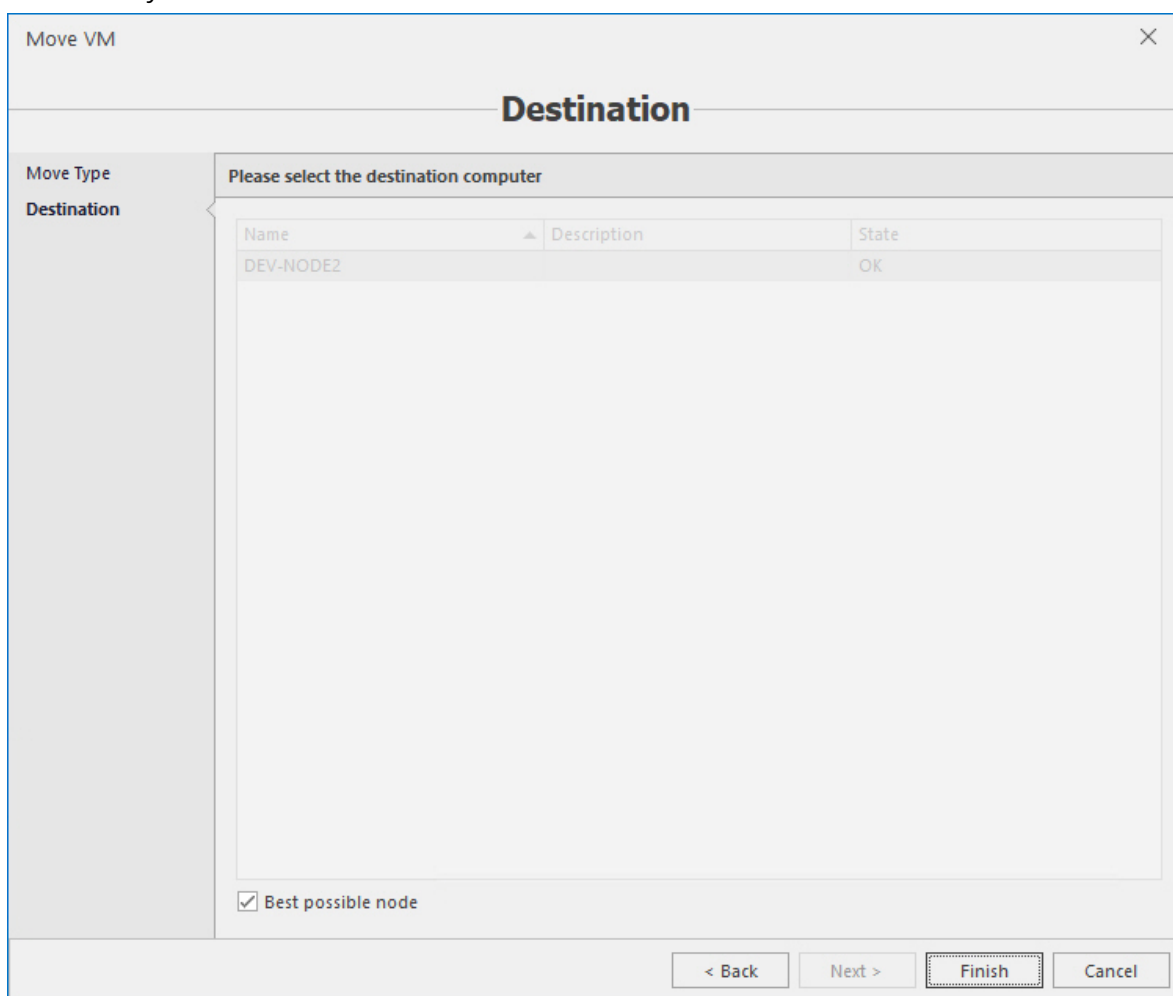 Move VM
Destination
Move Type
Destination
Please select the destination computer
Name Description State
DEV-NODE2 OK
Best possible node
< Back Next > Finish Cancel